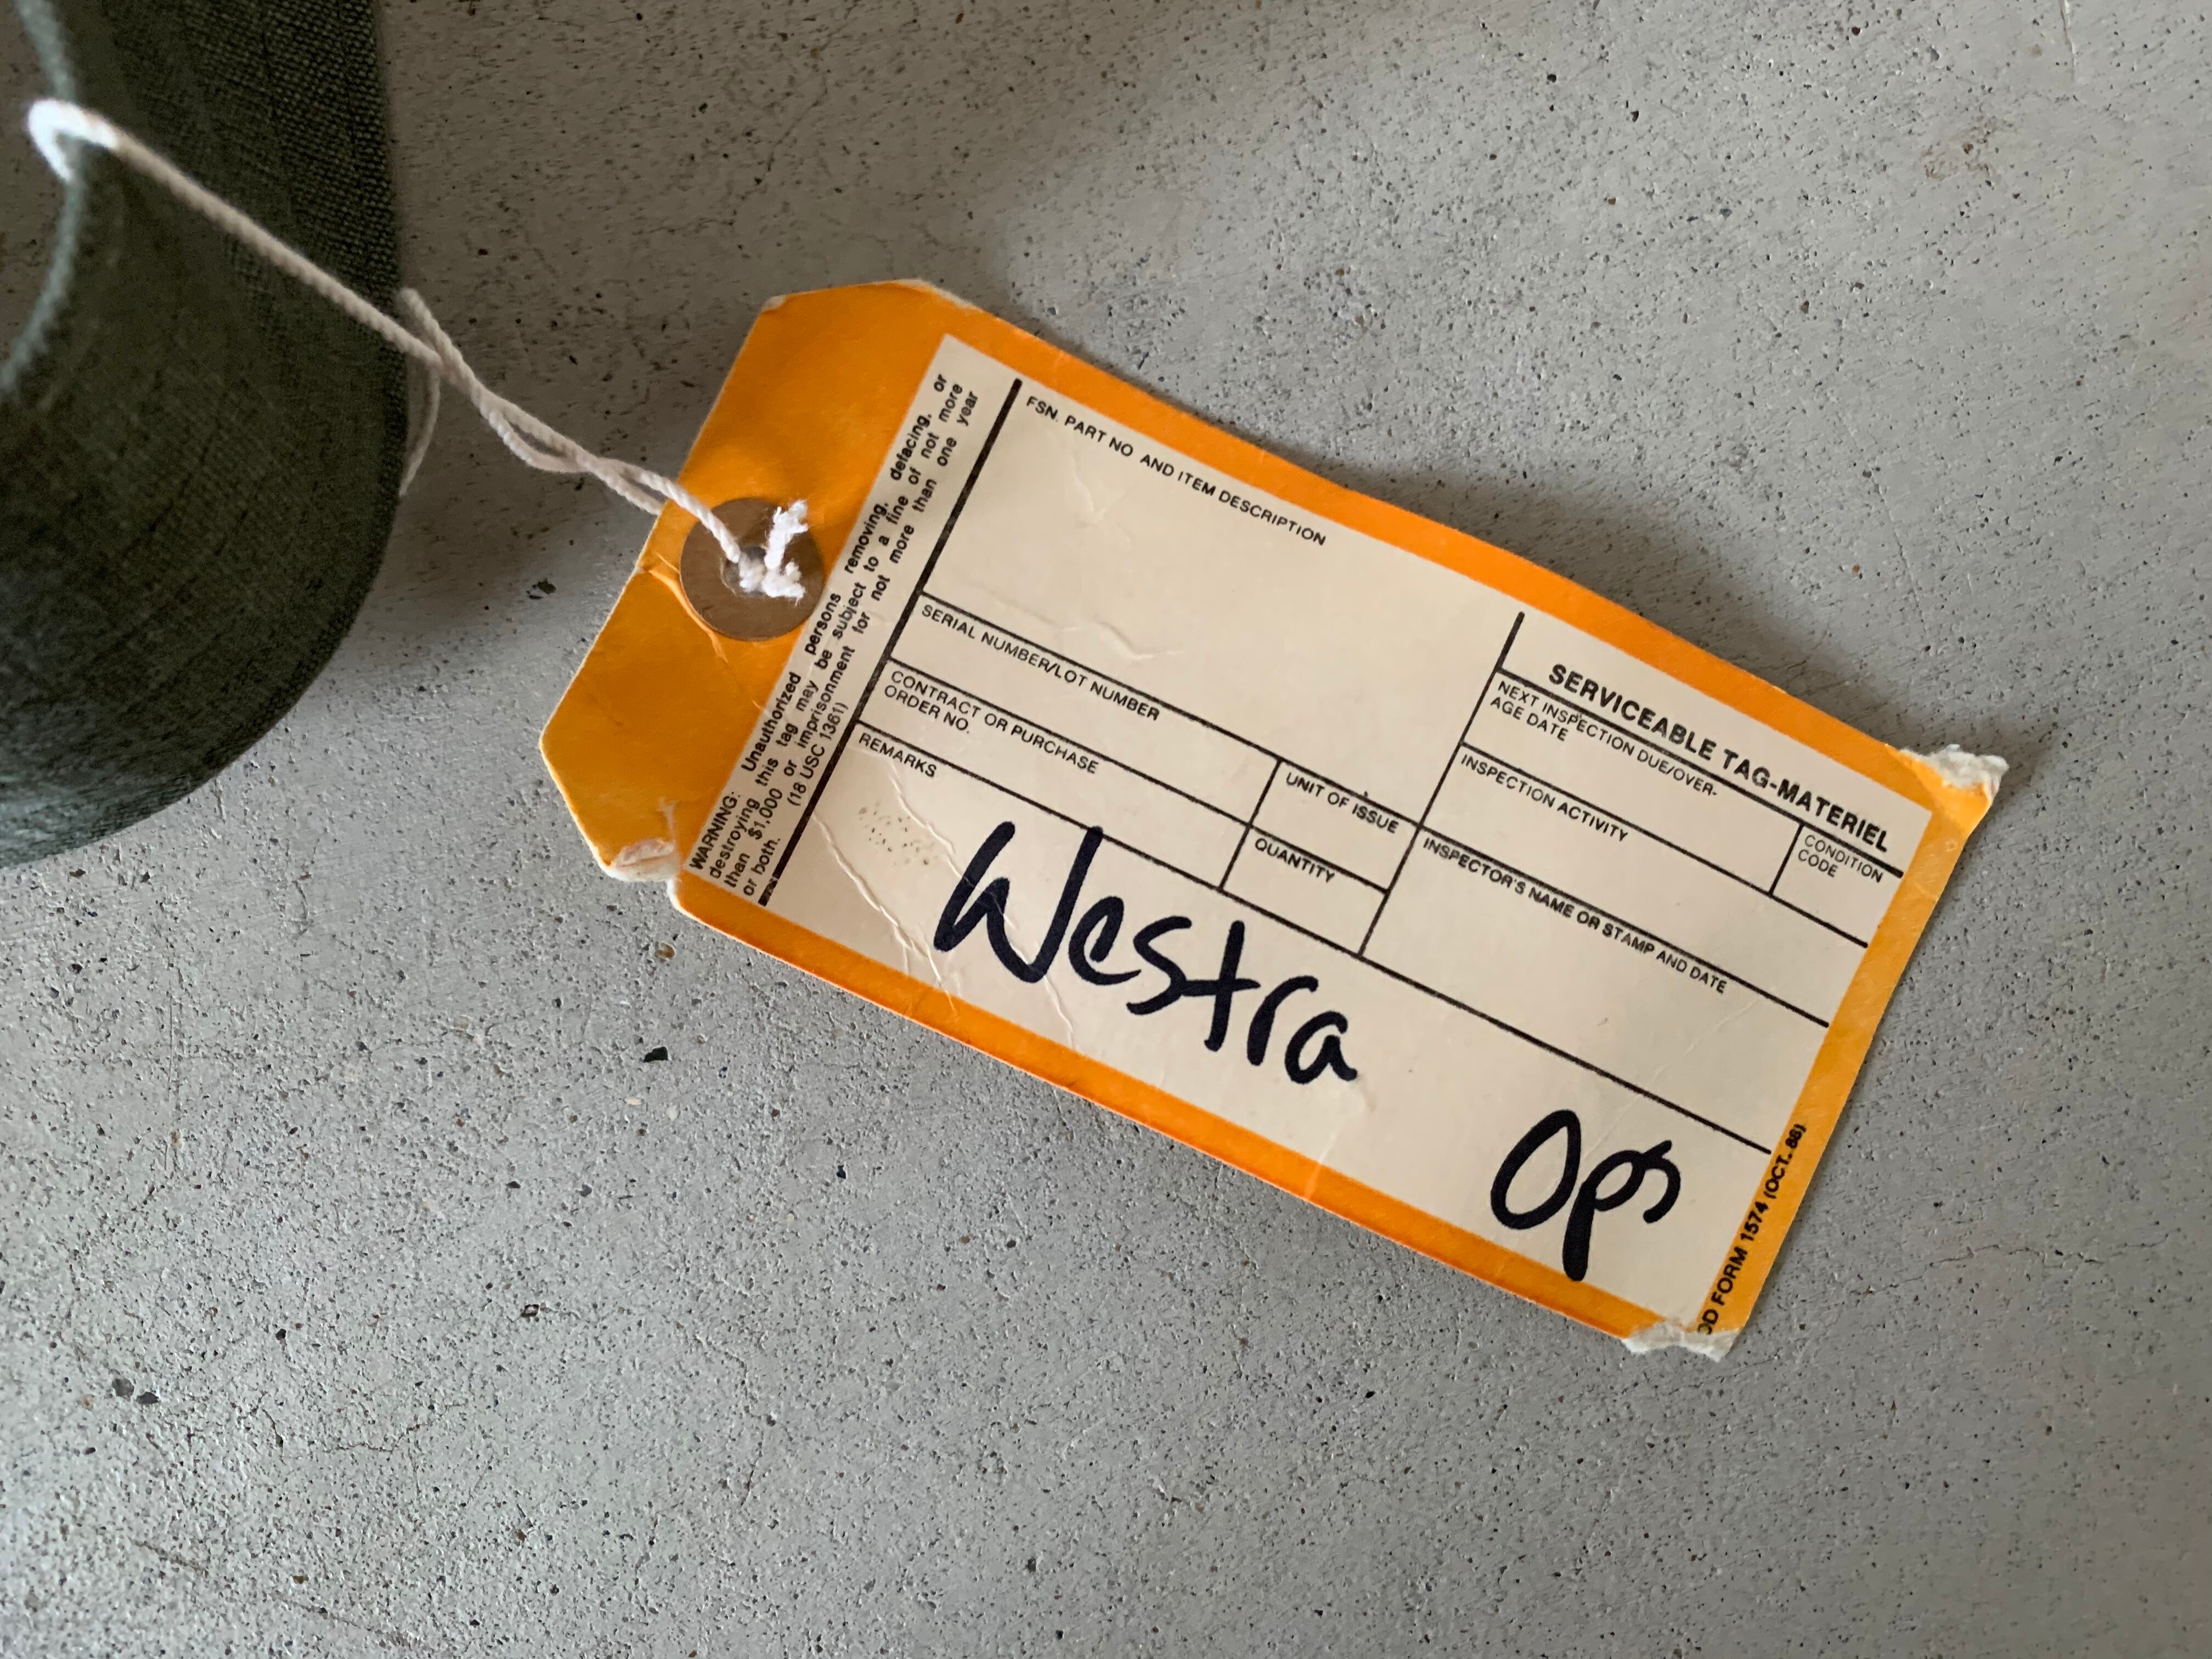 WARNING: Unauthorized persons removing, defacing, or
destroying this tag may be subject to a fine of not more
than $1,000 or imprisonment for not more than one year
or both. (18 USC 1361)
FSN. PART NO AND ITEM DESCRIPTION
SERVICEABLE TAG-MATERIEL
NEXT INSPECTION DUE/OVER-
AGE DATE
CONDITION
CODE
INSPECTION ACTIVITY
SERIAL NUMBER/LOT NUMBER
UNIT OF ISSUE
INSPECTOR'S NAME OR STAMP AND DATE
CONTRACT OR PURCHASE
ORDER NO.
QUANTITY
REMARKS
Westra
Ops
DD FORM 1574 (OCT. 88)